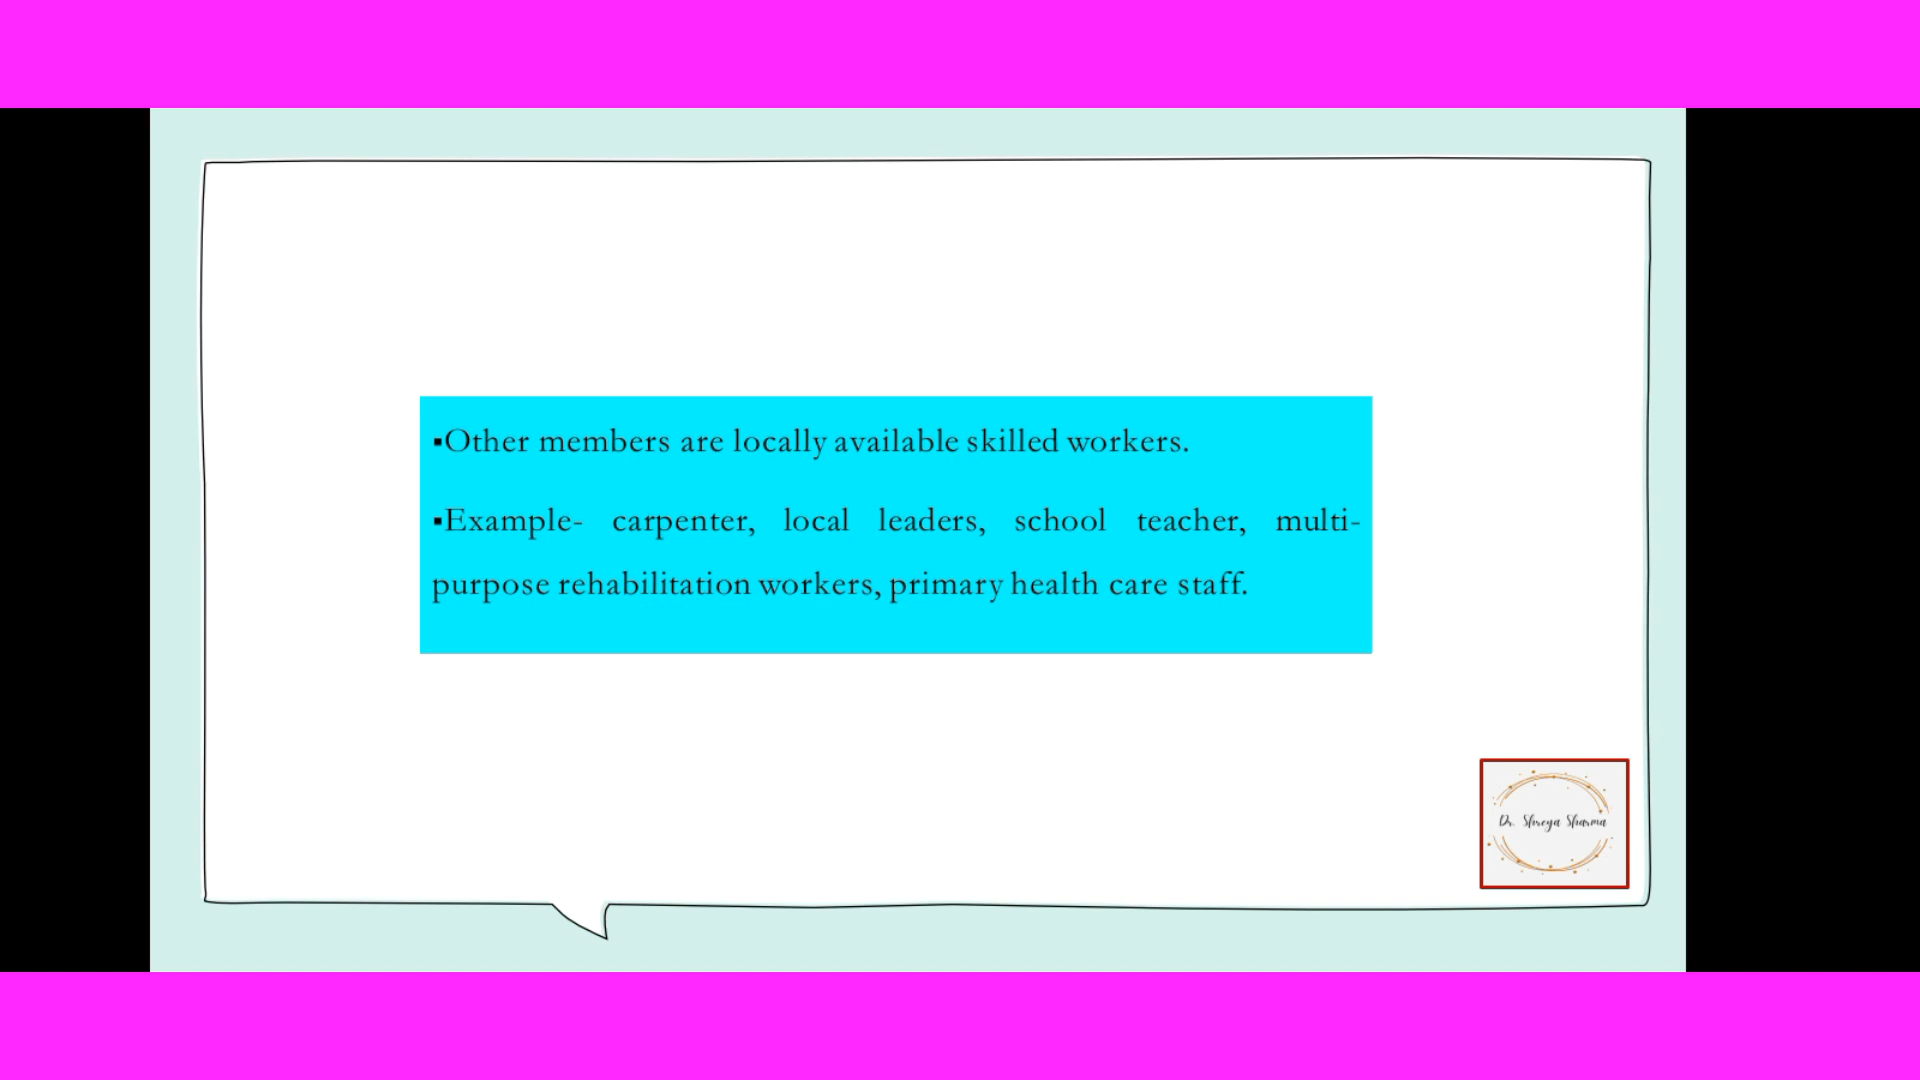 ▪Other members are locally available skilled workers.
▪Example- carpenter, local leaders, school teacher, multi-
purpose rehabilitation workers, primary health care staff.
Dr. Shreya Sharma